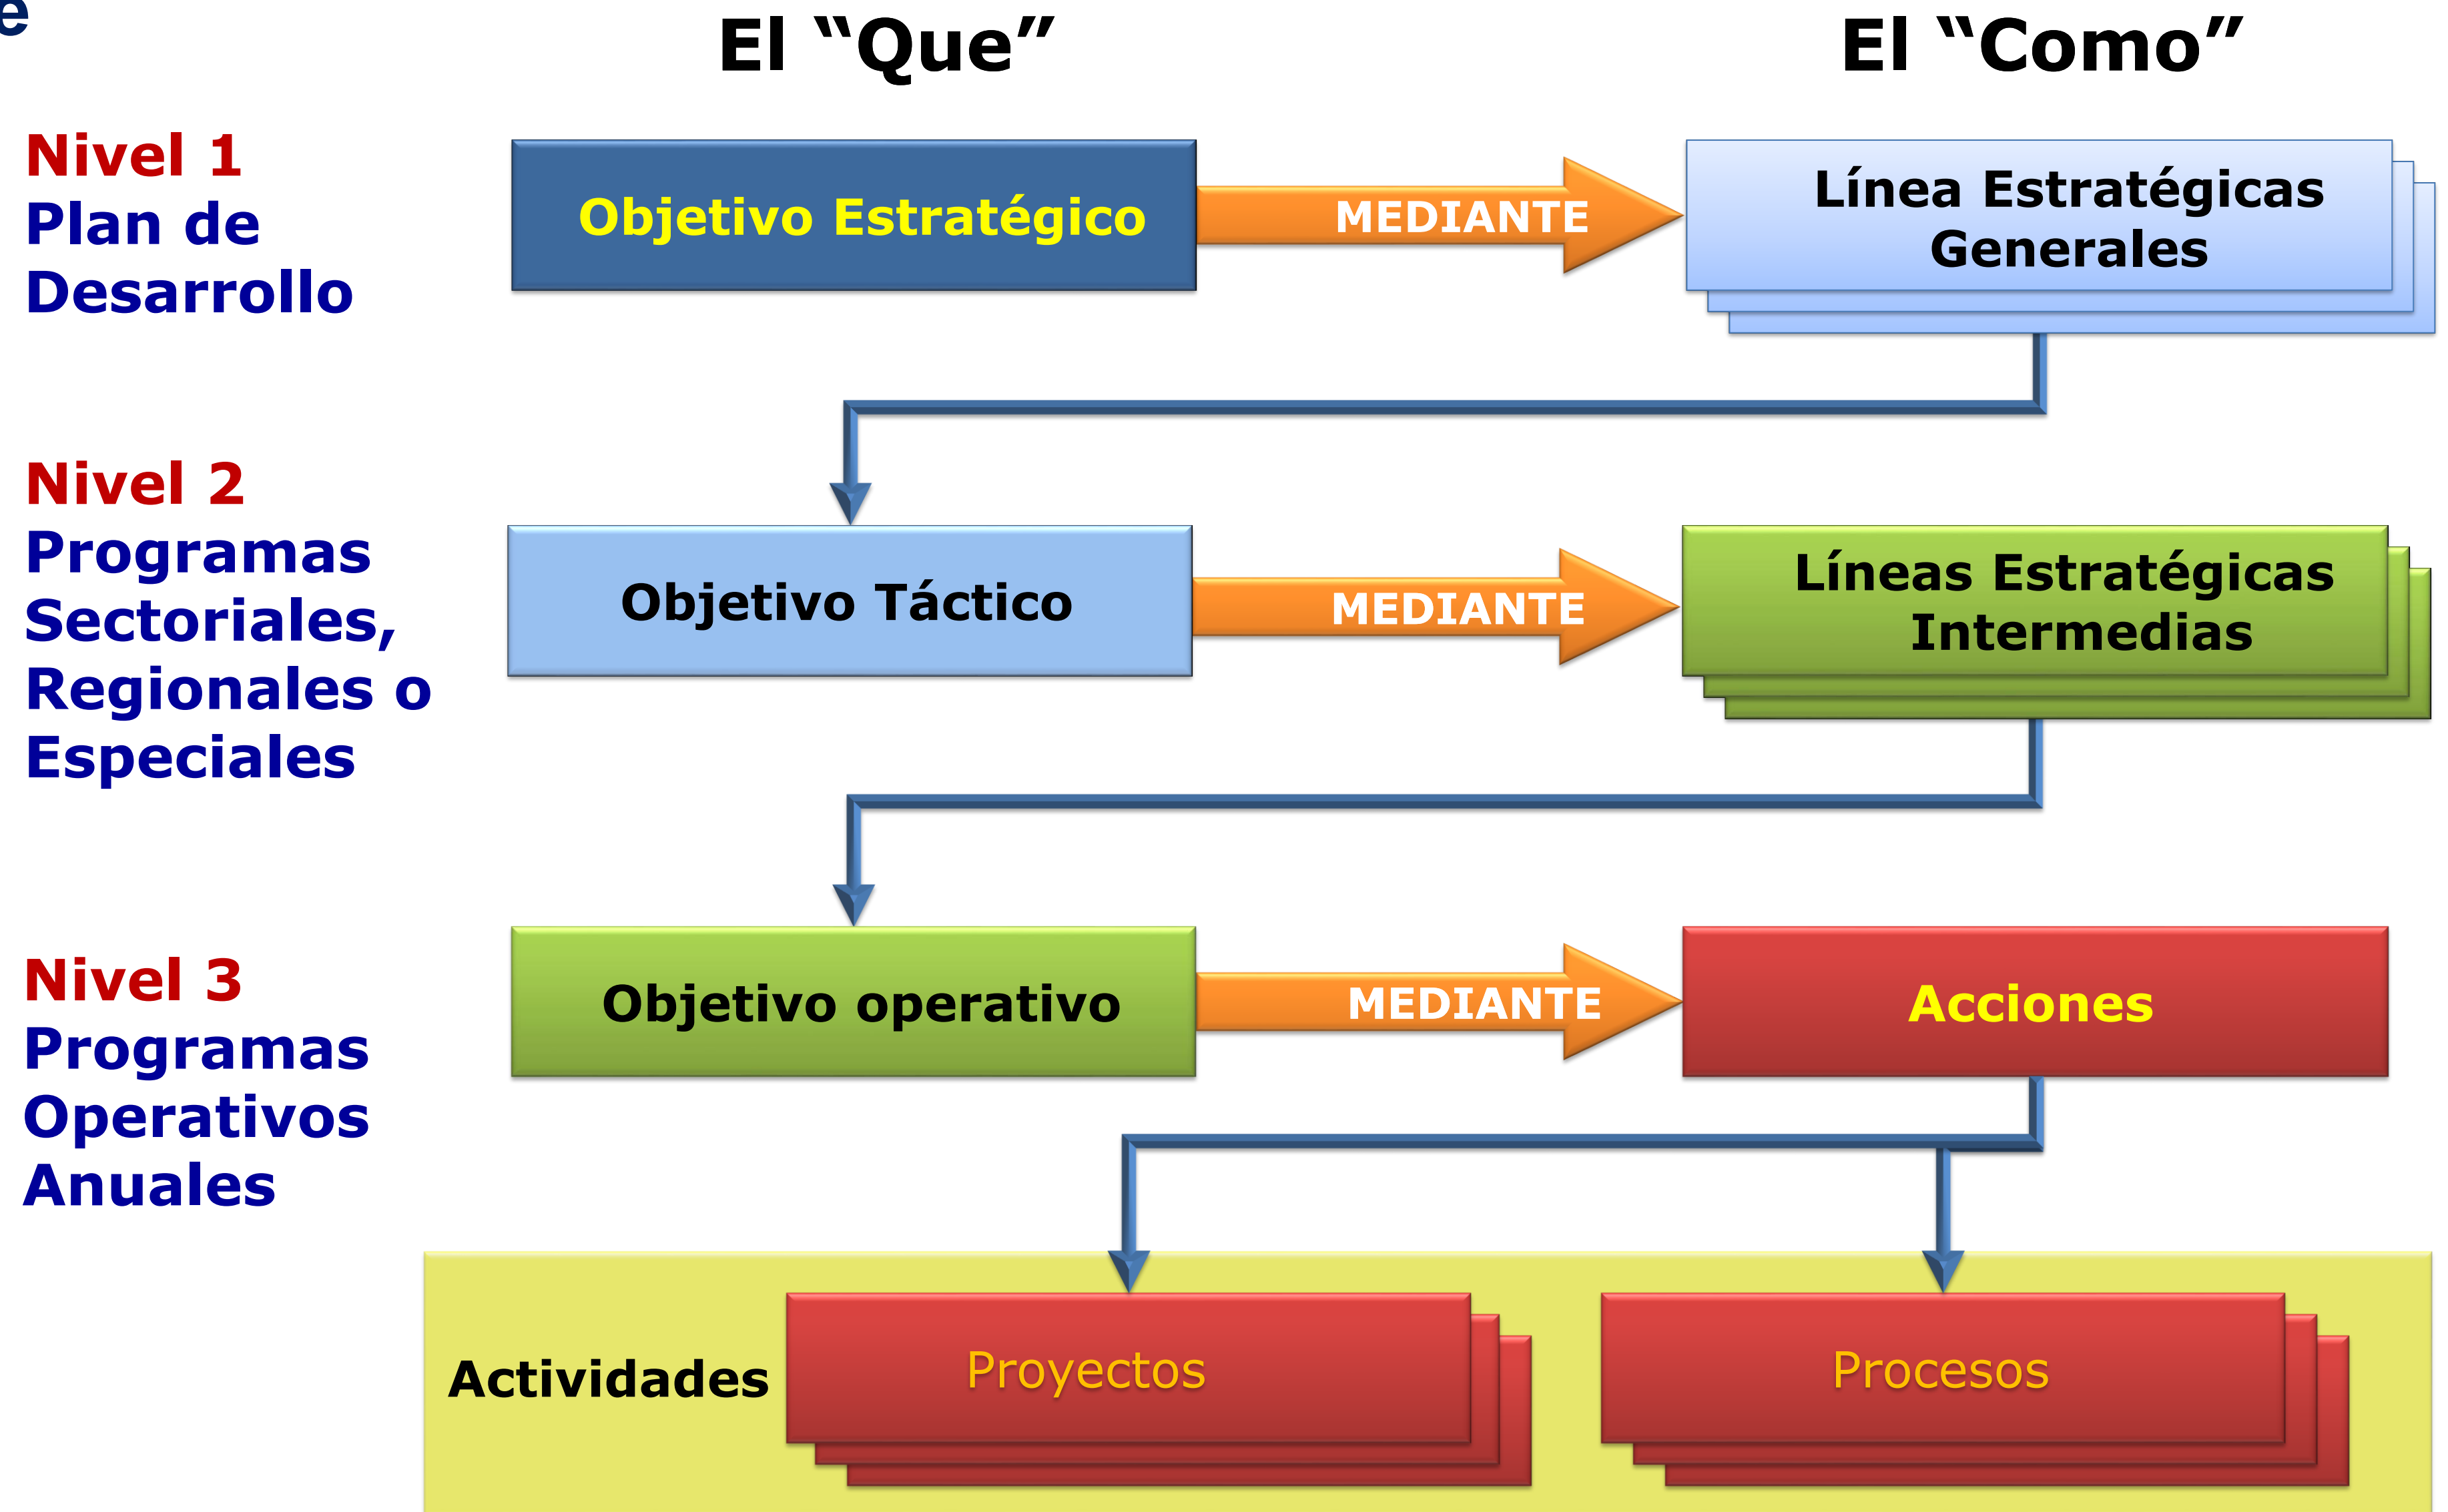 e
El “Que”
El “Como”
Nivel 1
Plan de
Desarrollo
Objetivo Estratégico
MEDIANTE
Línea Estratégicas
Generales
Nivel 2
Programas
Sectoriales,
Regionales o
Especiales
Objetivo Táctico
MEDIANTE
Líneas Estratégicas
Intermedias
Nivel 3
Programas
Operativos
Anuales
Objetivo operativo
MEDIANTE
Acciones
Actividades
Proyectos
Procesos